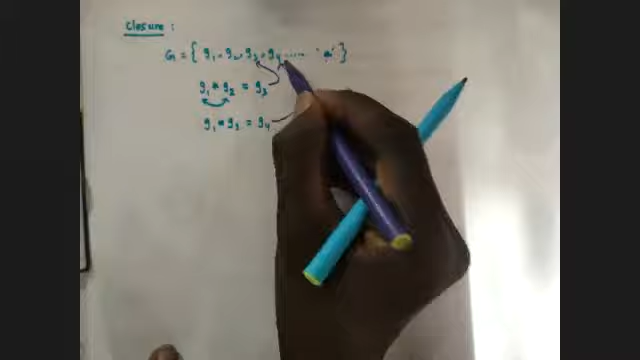 Closure :
G = { g₁, g₂, g₃, g₄ ..... '*' }
g₁ * g₂ = g₃
g₁ * g₃ = g₄